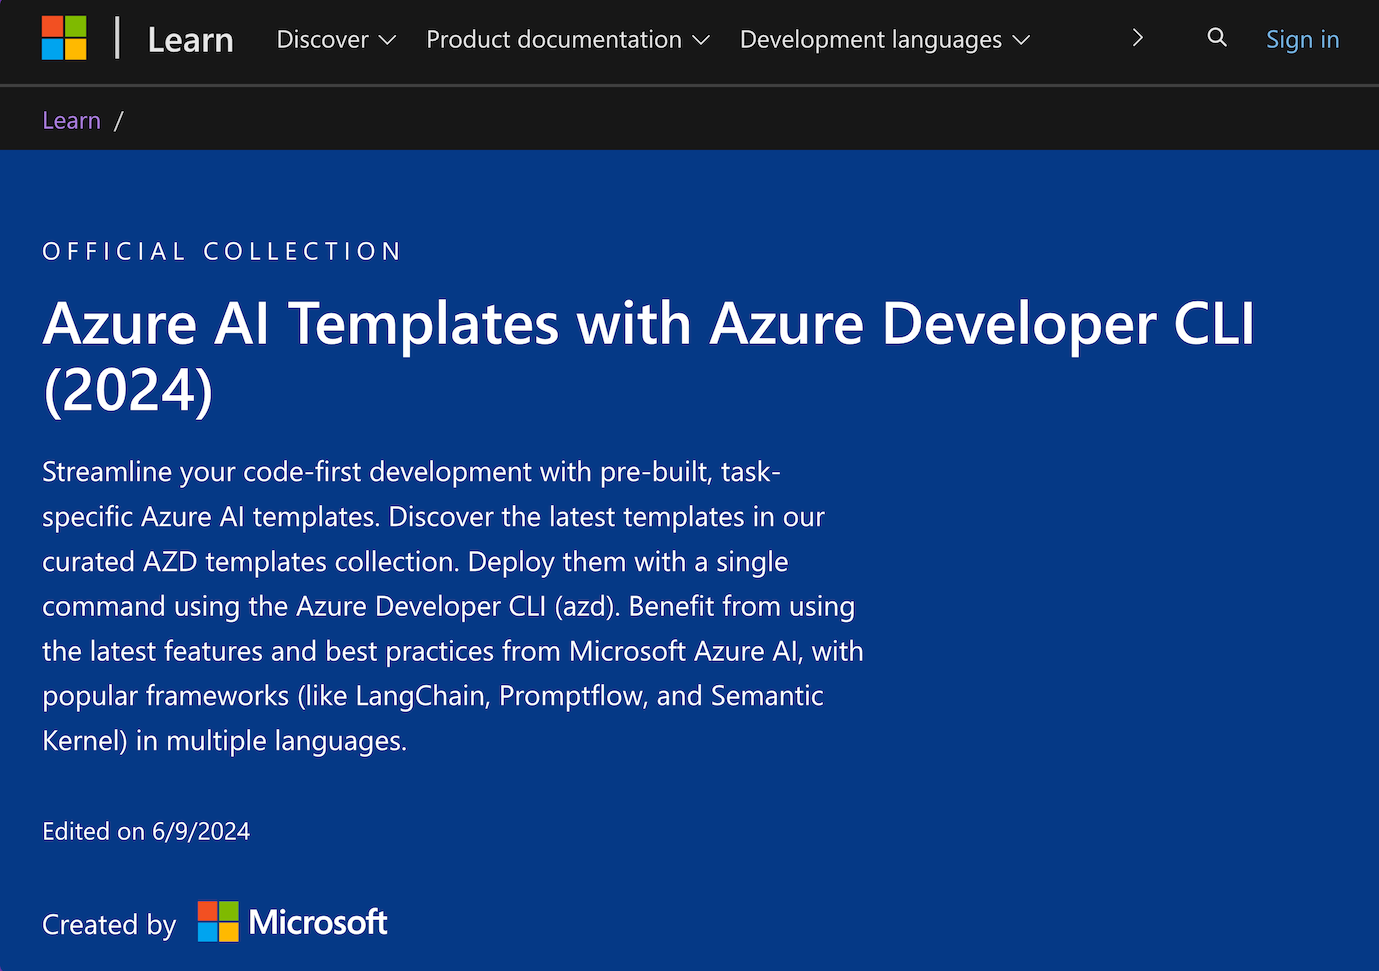 Learn
Discover
Product documentation
Development languages
Sign in
Learn /
OFFICIAL COLLECTION
Azure AI Templates with Azure Developer CLI
(2024)
Streamline your code-first development with pre-built, task-
specific Azure AI templates. Discover the latest templates in our
curated AZD templates collection. Deploy them with a single
command using the Azure Developer CLI (azd). Benefit from using
the latest features and best practices from Microsoft Azure AI, with
popular frameworks (like LangChain, Promptflow, and Semantic
Kernel) in multiple languages.
Edited on 6/9/2024
Created by Microsoft